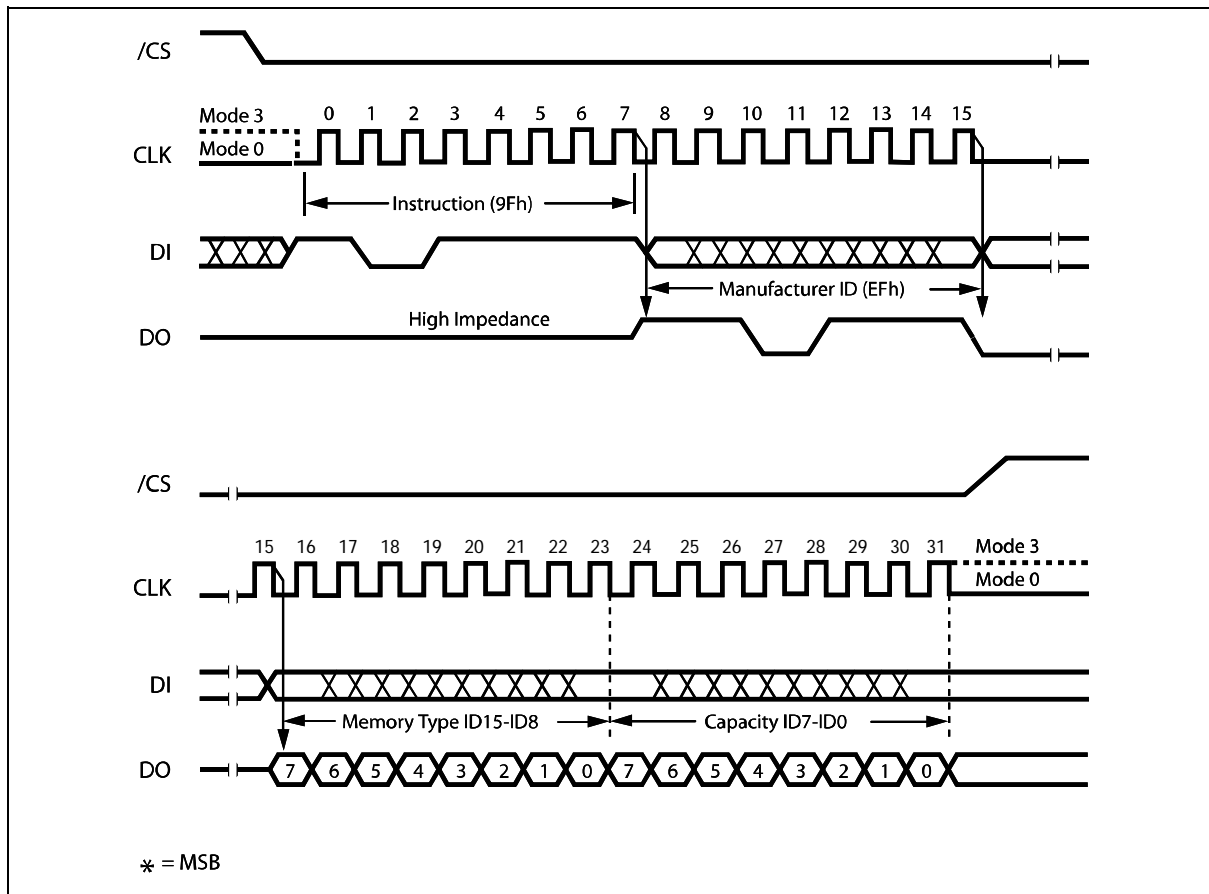 /CS
Mode 3
0 1 2 3 4 5 6 7 8 9 10 11 12 13 14 15
CLK
Mode 0
Instruction (9Fh)
DI
Manufacturer ID (EFh)
High Impedance
DO
/CS
15 16 17 18 19 20 21 22 23 24 25 26 27 28 29 30 31
Mode 3
CLK
Mode 0
DI
Memory Type ID15-ID8
Capacity ID7-ID0
DO
7 6 5 4 3 2 1 0 7 6 5 4 3 2 1 0
* = MSB